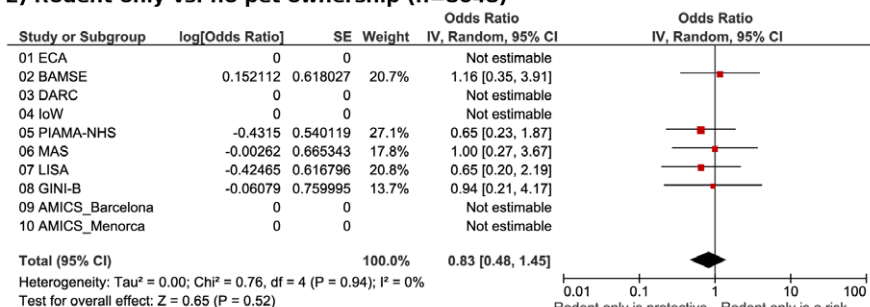 E) Rodent only vs. no pet ownership (n=8048)
Odds Ratio Odds Ratio
Study or Subgroup log[Odds Ratio] SE Weight IV, Random, 95% CI IV, Random, 95% CI
01 ECA 0 0 Not estimable
02 BAMSE 0.152112 0.618027 20.7% 1.16 [0.35, 3.91]
03 DARC 0 0 Not estimable
04 IoW 0 0 Not estimable
05 PIAMA-NHS -0.4315 0.540119 27.1% 0.65 [0.23, 1.87]
06 MAS -0.00262 0.665343 17.8% 1.00 [0.27, 3.67]
07 LISA -0.42465 0.616796 20.8% 0.65 [0.20, 2.19]
08 GINI-B -0.06079 0.759995 13.7% 0.94 [0.21, 4.17]
09 AMICS_Barcelona 0 0 Not estimable
10 AMICS_Menorca 0 0 Not estimable
Total (95% CI) 100.0% 0.83 [0.48, 1.45]
Heterogeneity: Tau² = 0.00; Chi² = 0.76, df = 4 (P = 0.94); I² = 0%
Test for overall effect: Z = 0.65 (P = 0.52)
0.01 0.1 1 10 100
Rodent only is protective Rodent only is a risk